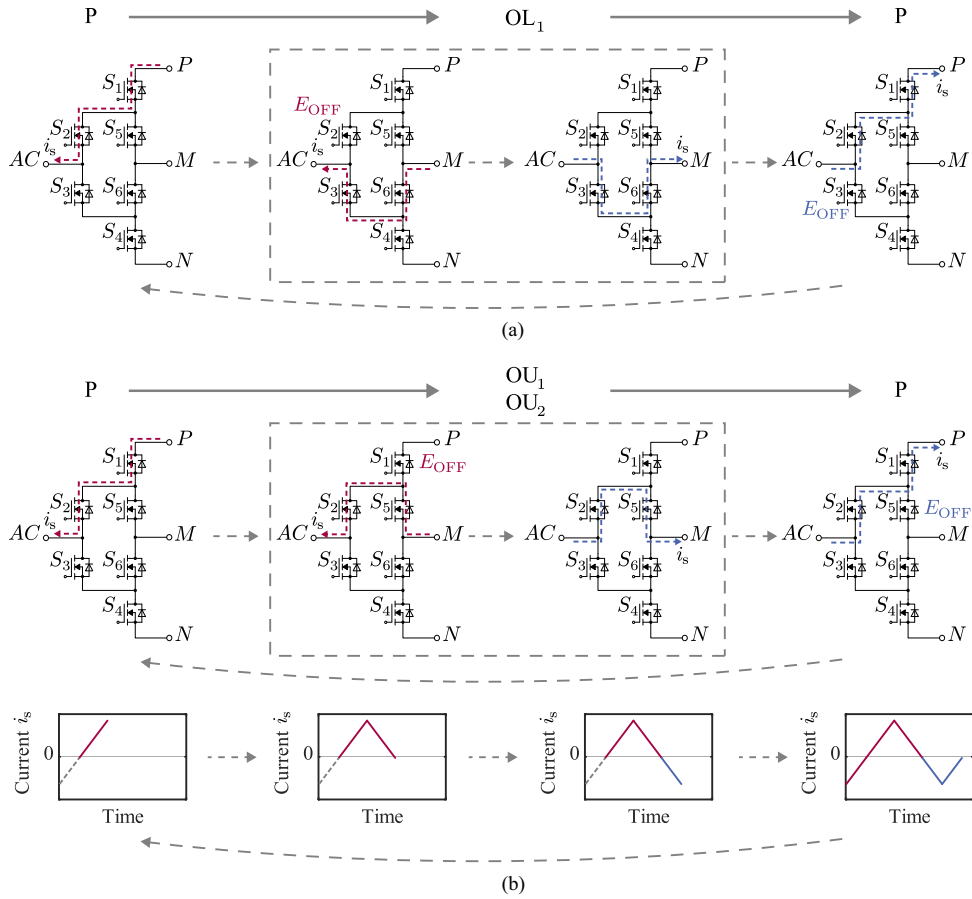 P OL1 P
P P P P
S1 S1 S1 S1 is
EOFF
S2 S5 S2 S5 S2 S5 S2 S5
is is is
AC M AC M AC M AC M
S3 S6 S3 S6 S3 S6 S3 S6
EOFF
S4 S4 S4 S4
N N N N
(a)
P OU1 P
OU2
P P P P
S1 S1 EOFF S1 S1 is
S2 S5 S2 S5 S2 S5 S2 S5 EOFF
is is
AC M AC M AC M AC M
is
S3 S6 S3 S6 S3 S6 S3 S6
S4 S4 S4 S4
N N N N
Current is Current is Current is Current is
0 0 0 0
Time Time Time Time
(b)